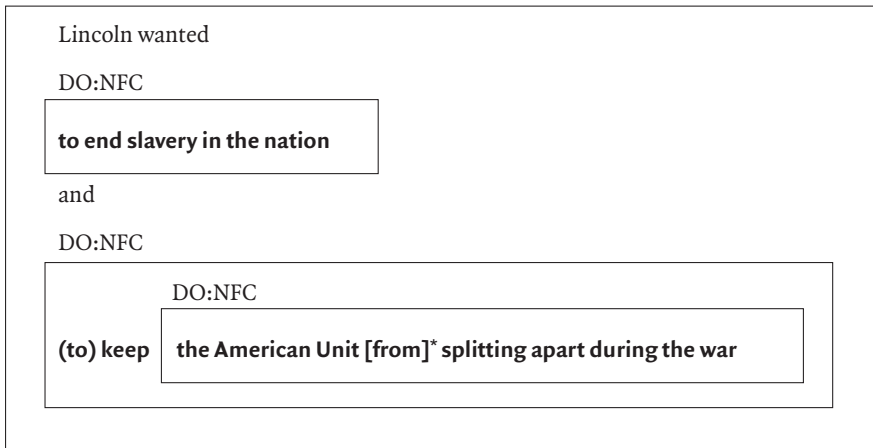 Lincoln wanted
DO:NFC
to end slavery in the nation
and
DO:NFC
DO:NFC
(to) keep the American Unit [from]* splitting apart during the war